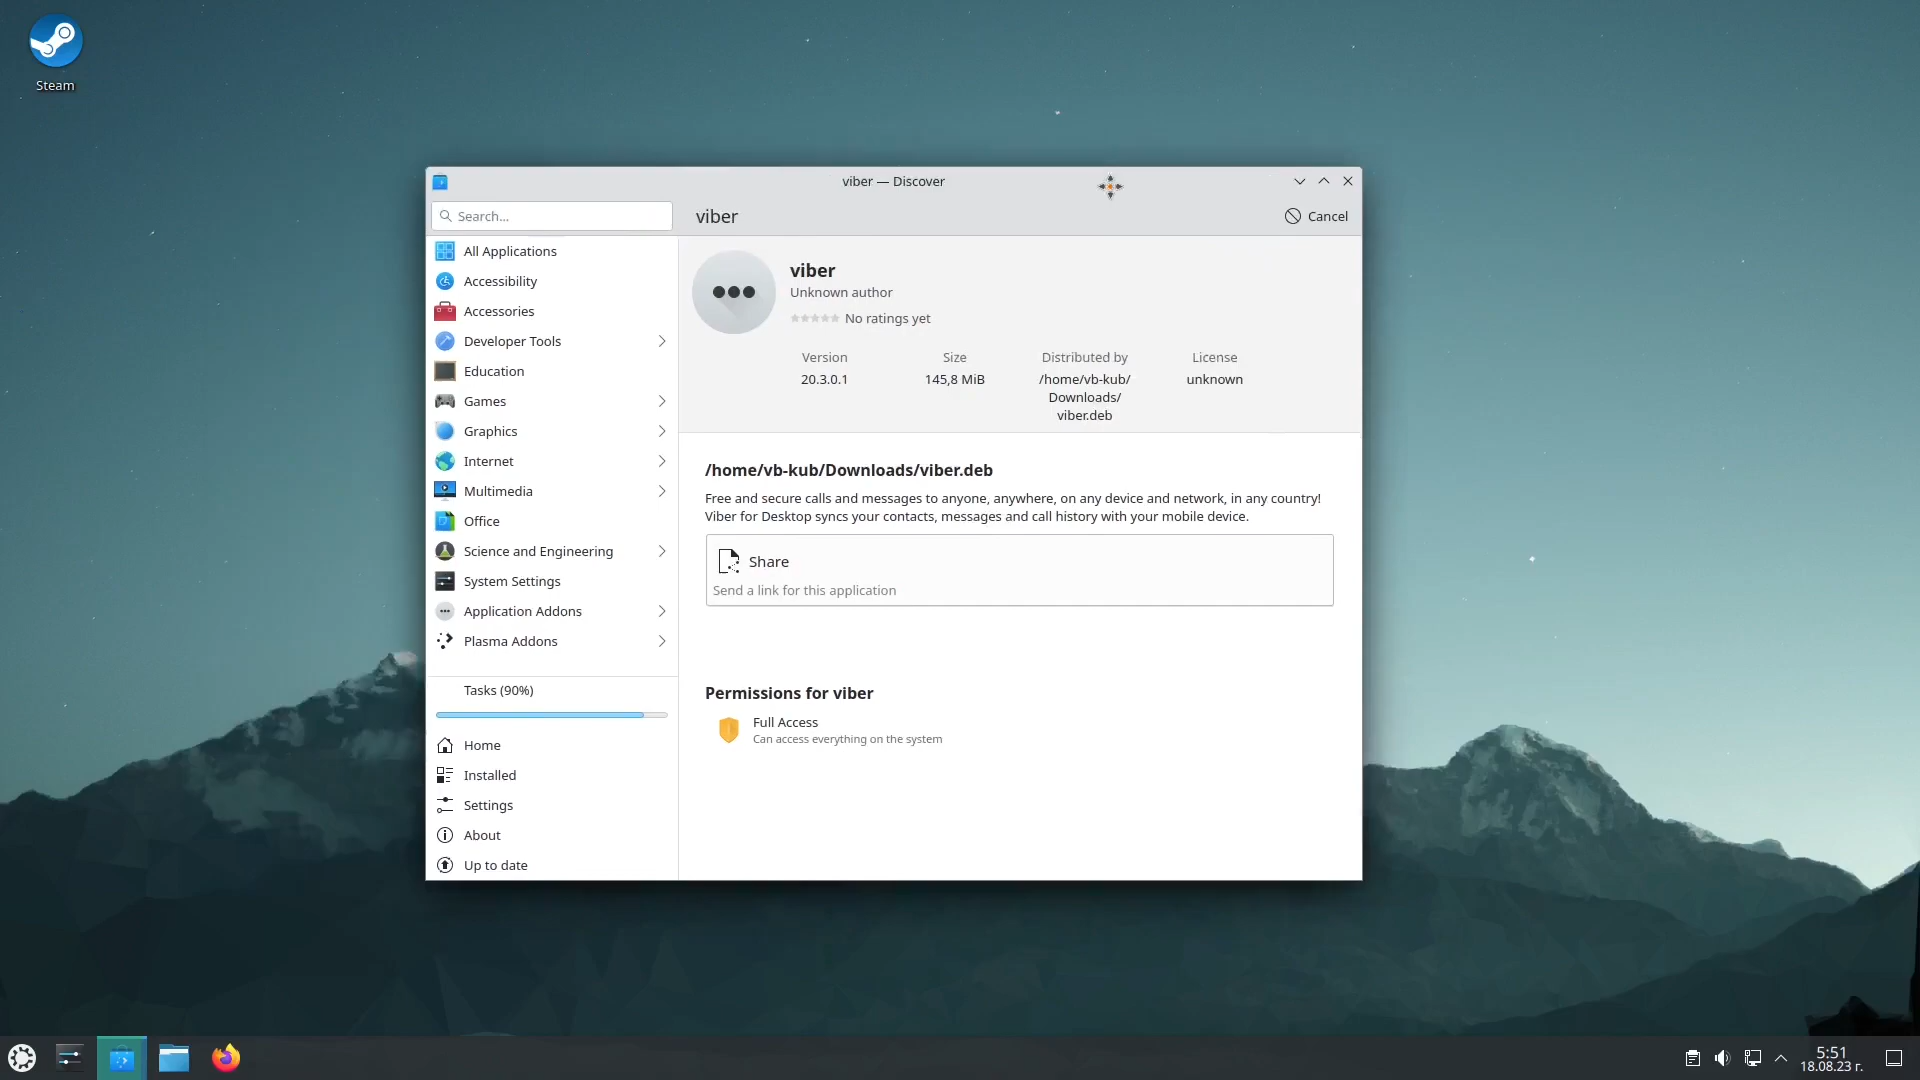 Steam
viber — Discover
Search...
viber
Cancel
All Applications
Accessibility
Accessories
Developer Tools
Education
Games
Graphics
Internet
Multimedia
Office
Science and Engineering
System Settings
Application Addons
Plasma Addons
Tasks (90%)
Home
Installed
Settings
About
Up to date
viber
Unknown author
No ratings yet
Version
20.3.0.1
Size
145,8 MiB
Distributed by
/home/vb-kub/
Downloads/
viber.deb
License
unknown
/home/vb-kub/Downloads/viber.deb
Free and secure calls and messages to anyone, anywhere, on any device and network, in any country!
Viber for Desktop syncs your contacts, messages and call history with your mobile device.
Share
Send a link for this application
Permissions for viber
Full Access
Can access everything on the system
5:51
18.08.23 г.